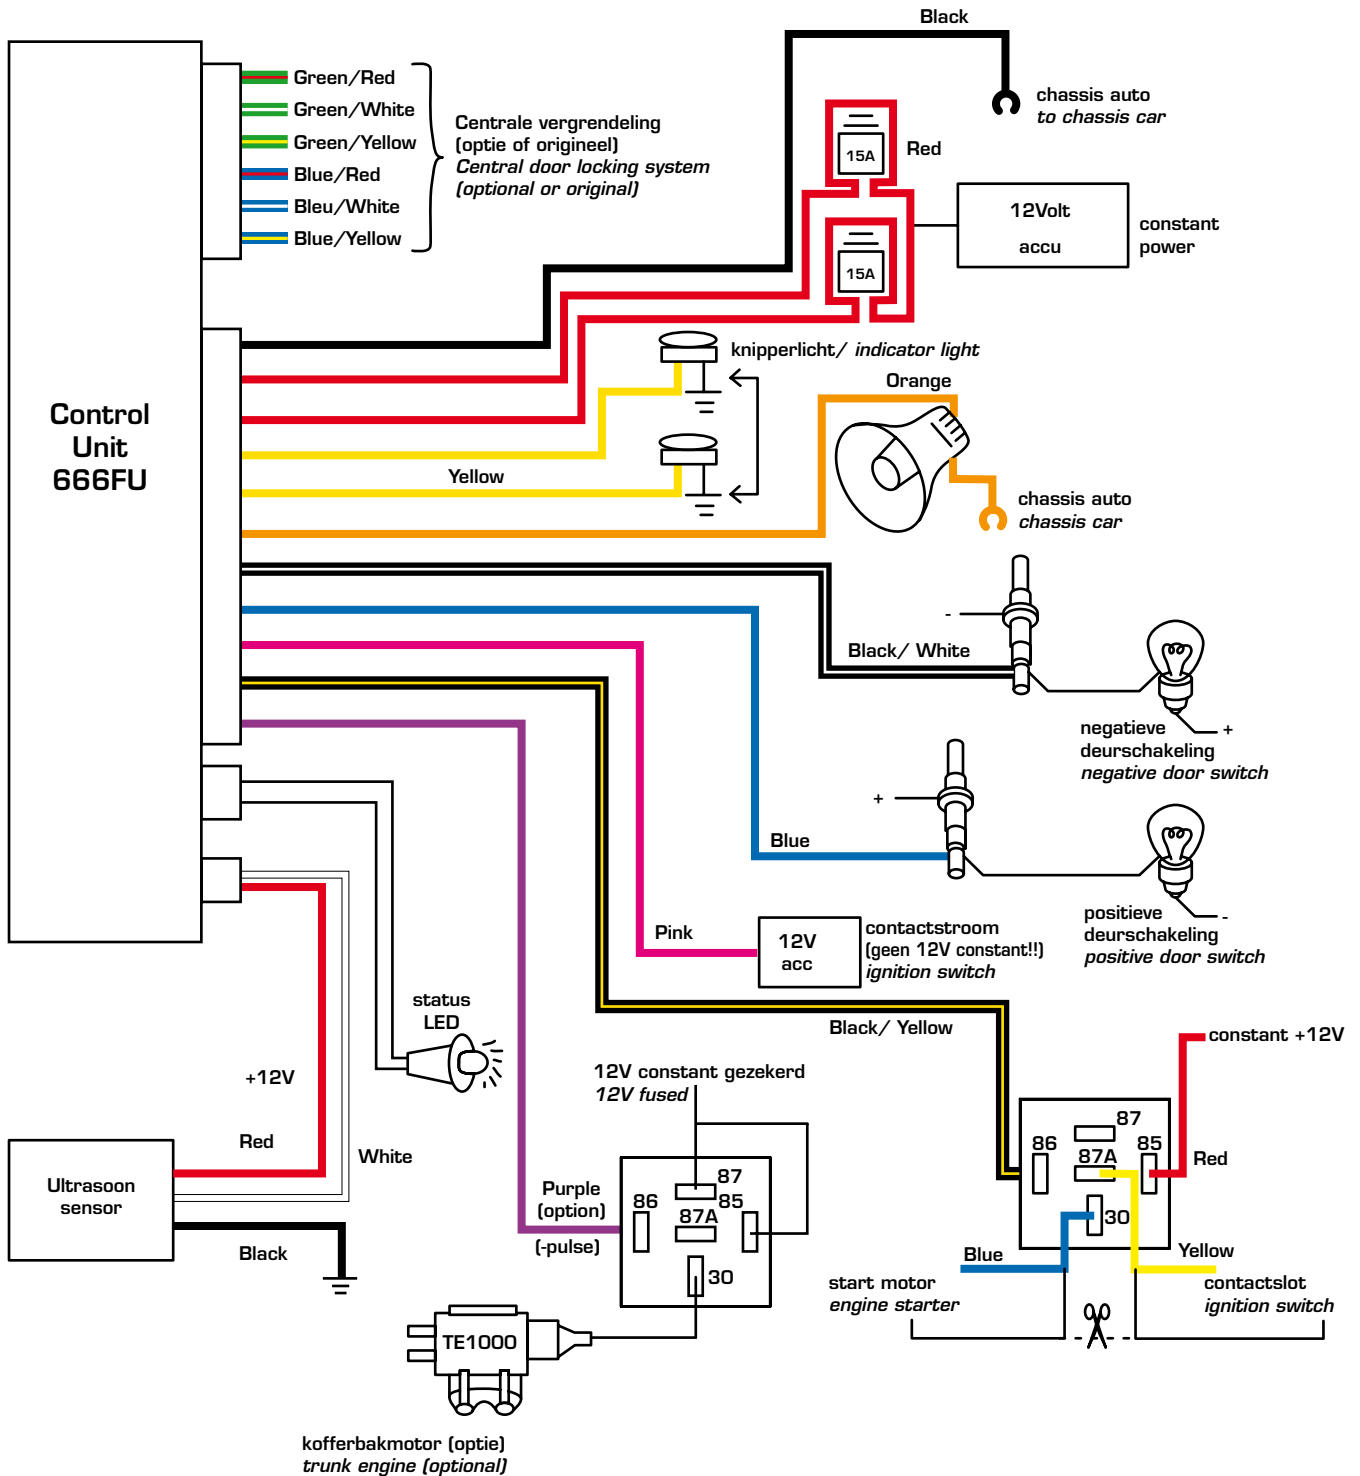 Black
chassis auto
to chassis car
Green/Red
Green/White
Green/Yellow
Blue/Red
Bleu/White
Blue/Yellow
Centrale vergrendeling
(optie of origineel)
Central door locking system
(optional or original)
15A
Red
15A
12Volt
accu
constant
power
Control
Unit
666FU
knipperlicht/ indicator light
Orange
Yellow
chassis auto
chassis car
-
Black/ White
+
negatieve
deurschakeling
negative door switch
+
Blue
-
positieve
deurschakeling
positive door switch
Pink
12V
acc
contactstroom
(geen 12V constant!!)
ignition switch
status
LED
Black/ Yellow
constant +12V
+12V
12V constant gezekerd
12V fused
Red
White
Ultrasoon
sensor
Black
Purple
(option)
(-pulse)
87
86
85
87A
30
87
86
85
87A
30
Red
Blue
Yellow
start motor
engine starter
contactslot
ignition switch
TE1000
kofferbakmotor (optie)
trunk engine (optional)